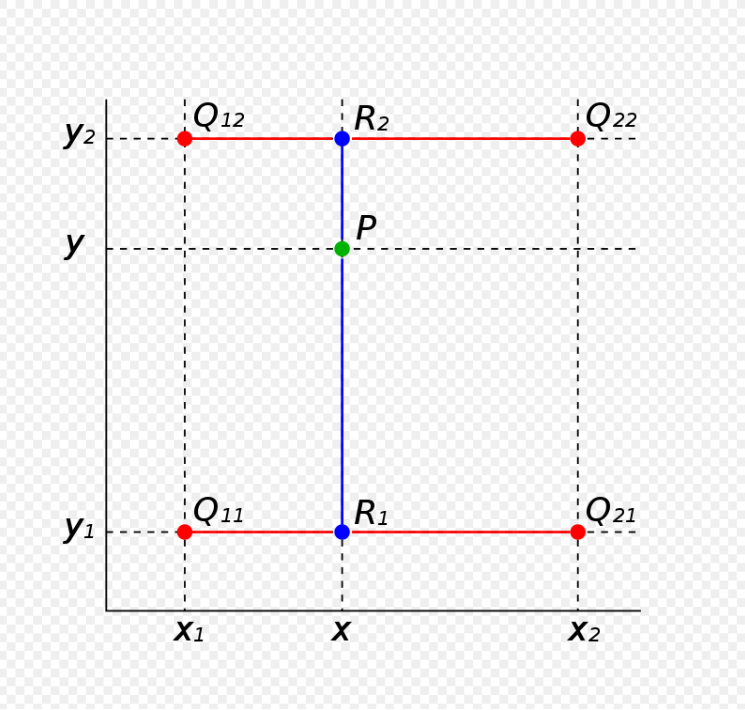 Q₁₂ R₂ Q₂₂
y₂
P
y
Q₁₁ R₁ Q₂₁
y₁
x₁ x x₂